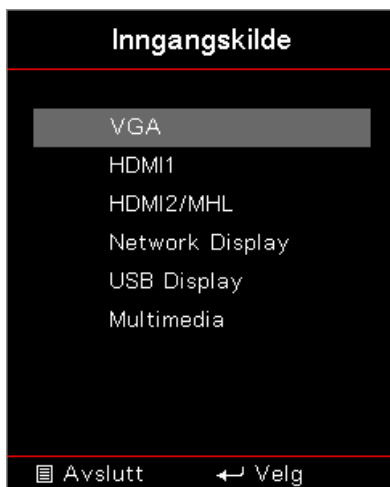 Inngangskilde
VGA
HDMI1
HDMI2/MHL
Network Display
USB Display
Multimedia
Avslutt Velg